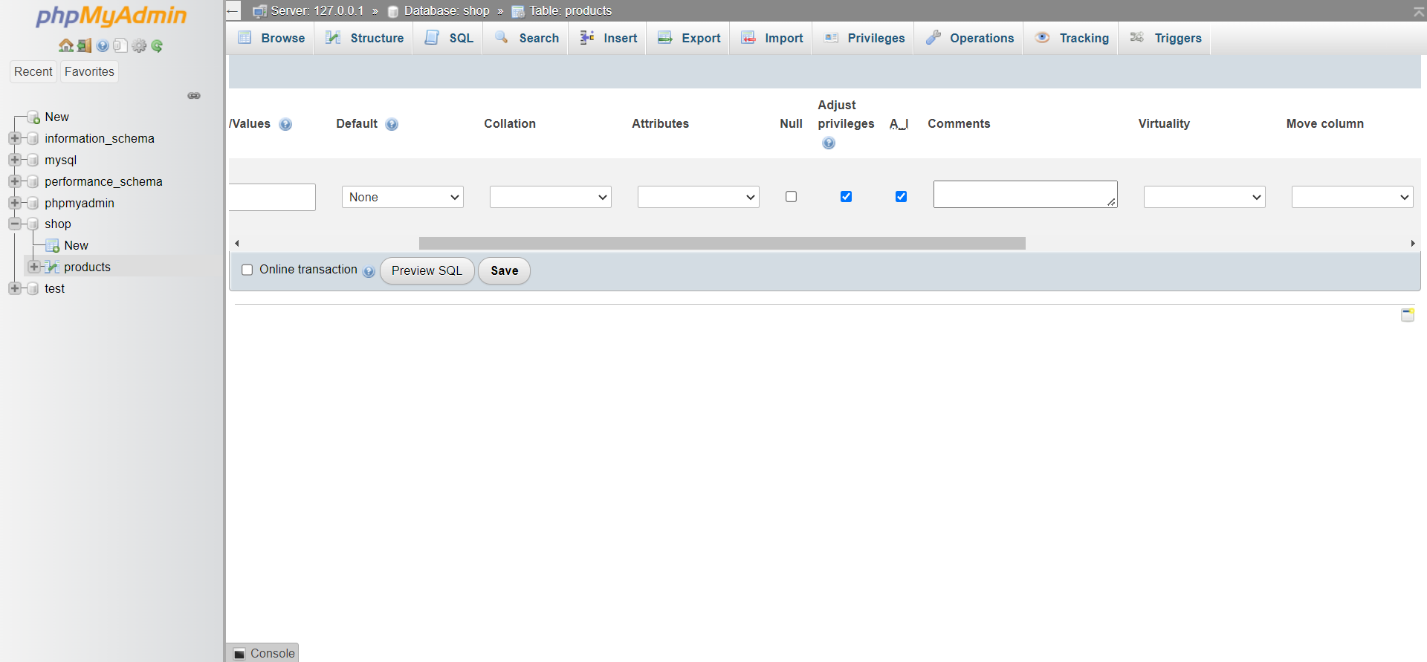 phpMyAdmin
Recent Favorites
New
information_schema
mysql
performance_schema
phpmyadmin
shop
New
products
test
← Server: 127.0.0.1 » Database: shop » Table: products
Browse Structure SQL Search Insert Export Import Privileges Operations Tracking Triggers
/Values Default Collation Attributes Null Adjust privileges A_I Comments Virtuality Move column
None
Online transaction Preview SQL Save
Console